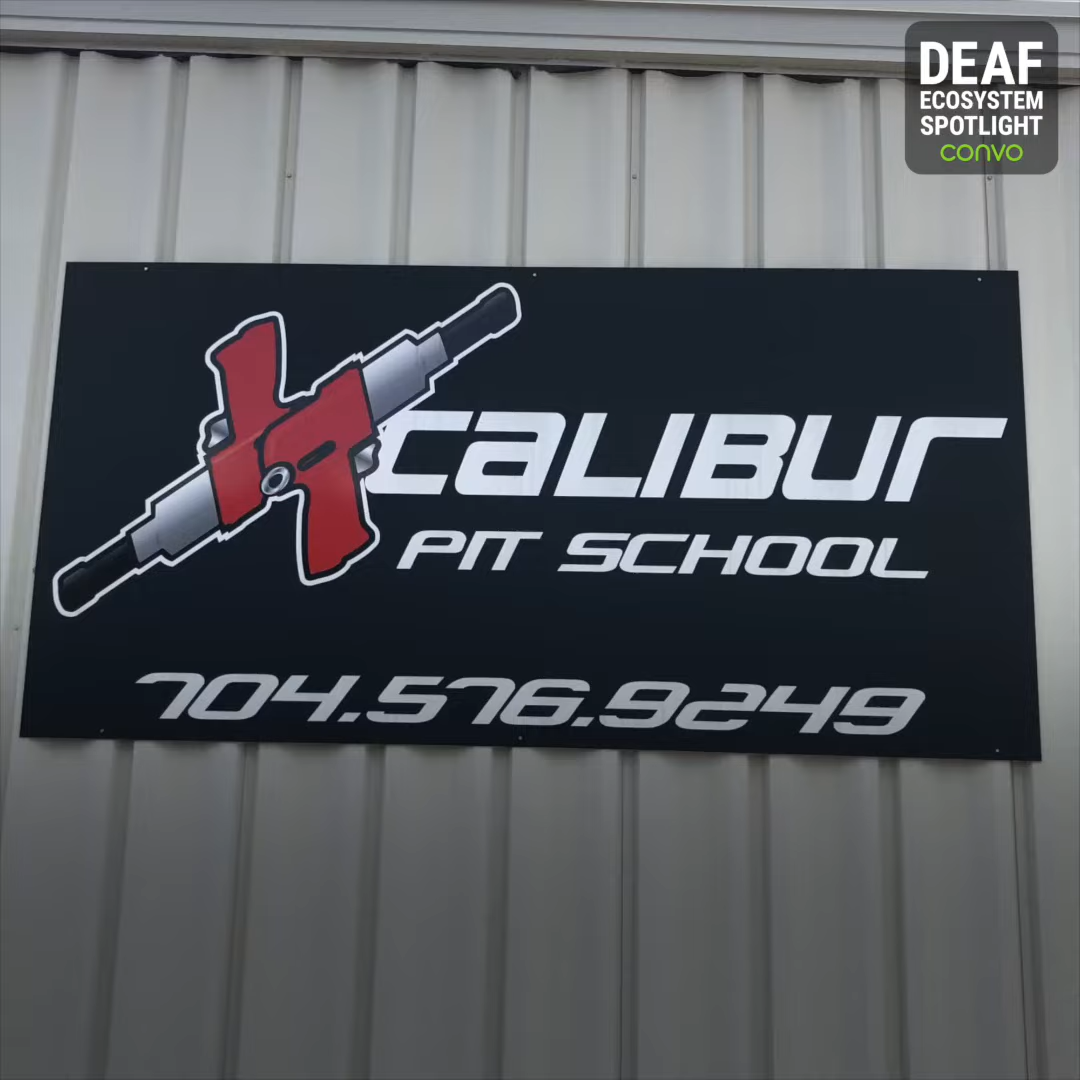 DEAF
ECOSYSTEM
SPOTLIGHT
convo
XCALIBUR
PIT SCHOOL
704.576.9249